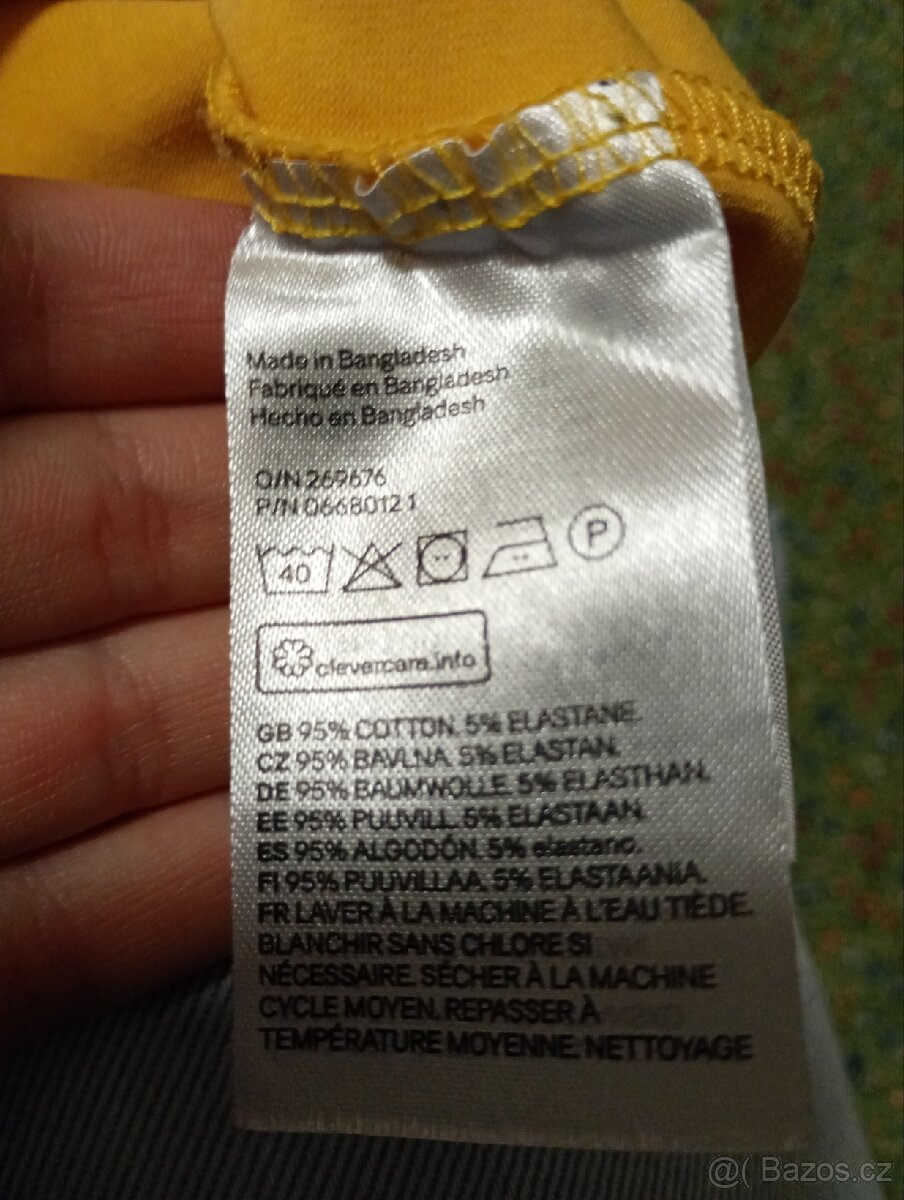 Made in Bangladesh
Fabriqué en Bangladesh
Hecho en Bangladesh
O/N 269676
P/N 0668012 1
40 P
clevercare.info
GB 95% COTTON. 5% ELASTANE.
CZ 95% BAVLNA. 5% ELASTAN.
DE 95% BAUMWOLLE. 5% ELASTHAN.
EE 95% PUUVILL. 5% ELASTAAN.
ES 95% ALGODÓN. 5% elastano.
FI 95% PUUVILLAA. 5% ELASTAANIA.
FR LAVER À LA MACHINE À L'EAU TIÈDE.
BLANCHIR SANS CHLORE SI
NÉCESSAIRE. SÉCHER À LA MACHINE
CYCLE MOYEN. REPASSER À
TEMPÉRATURE MOYENNE. NETTOYAGE
@( Bazos.cz